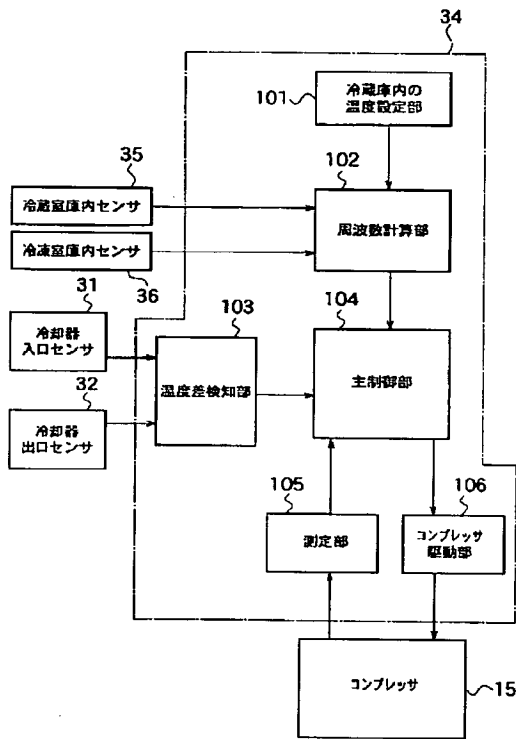 34
101
冷蔵庫内の
温度設定部
35
102
冷蔵室庫内センサ
周波数計算部
冷凍室庫内センサ
36
31
103
104
冷却器
入口センサ
温度差検知部
主制御部
32
冷却器
出口センサ
105
106
測定部
コンプレッサ
駆動部
コンプレッサ
15